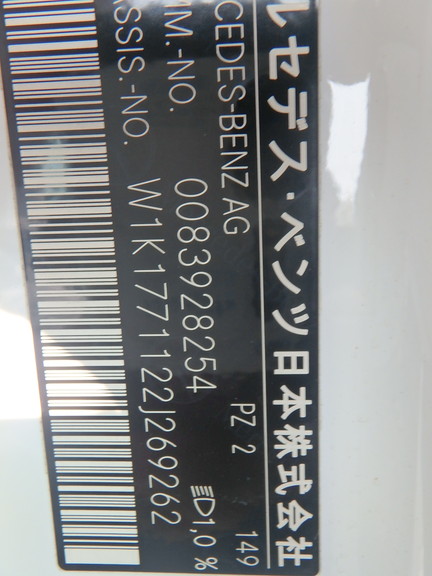 ルセデス・ベンツ日本株式会社
CEDES-BENZ AG PZ 2 149
M.-NO. 0083928254 1,0 %
ASSIS.-NO. W1K1771122J269262